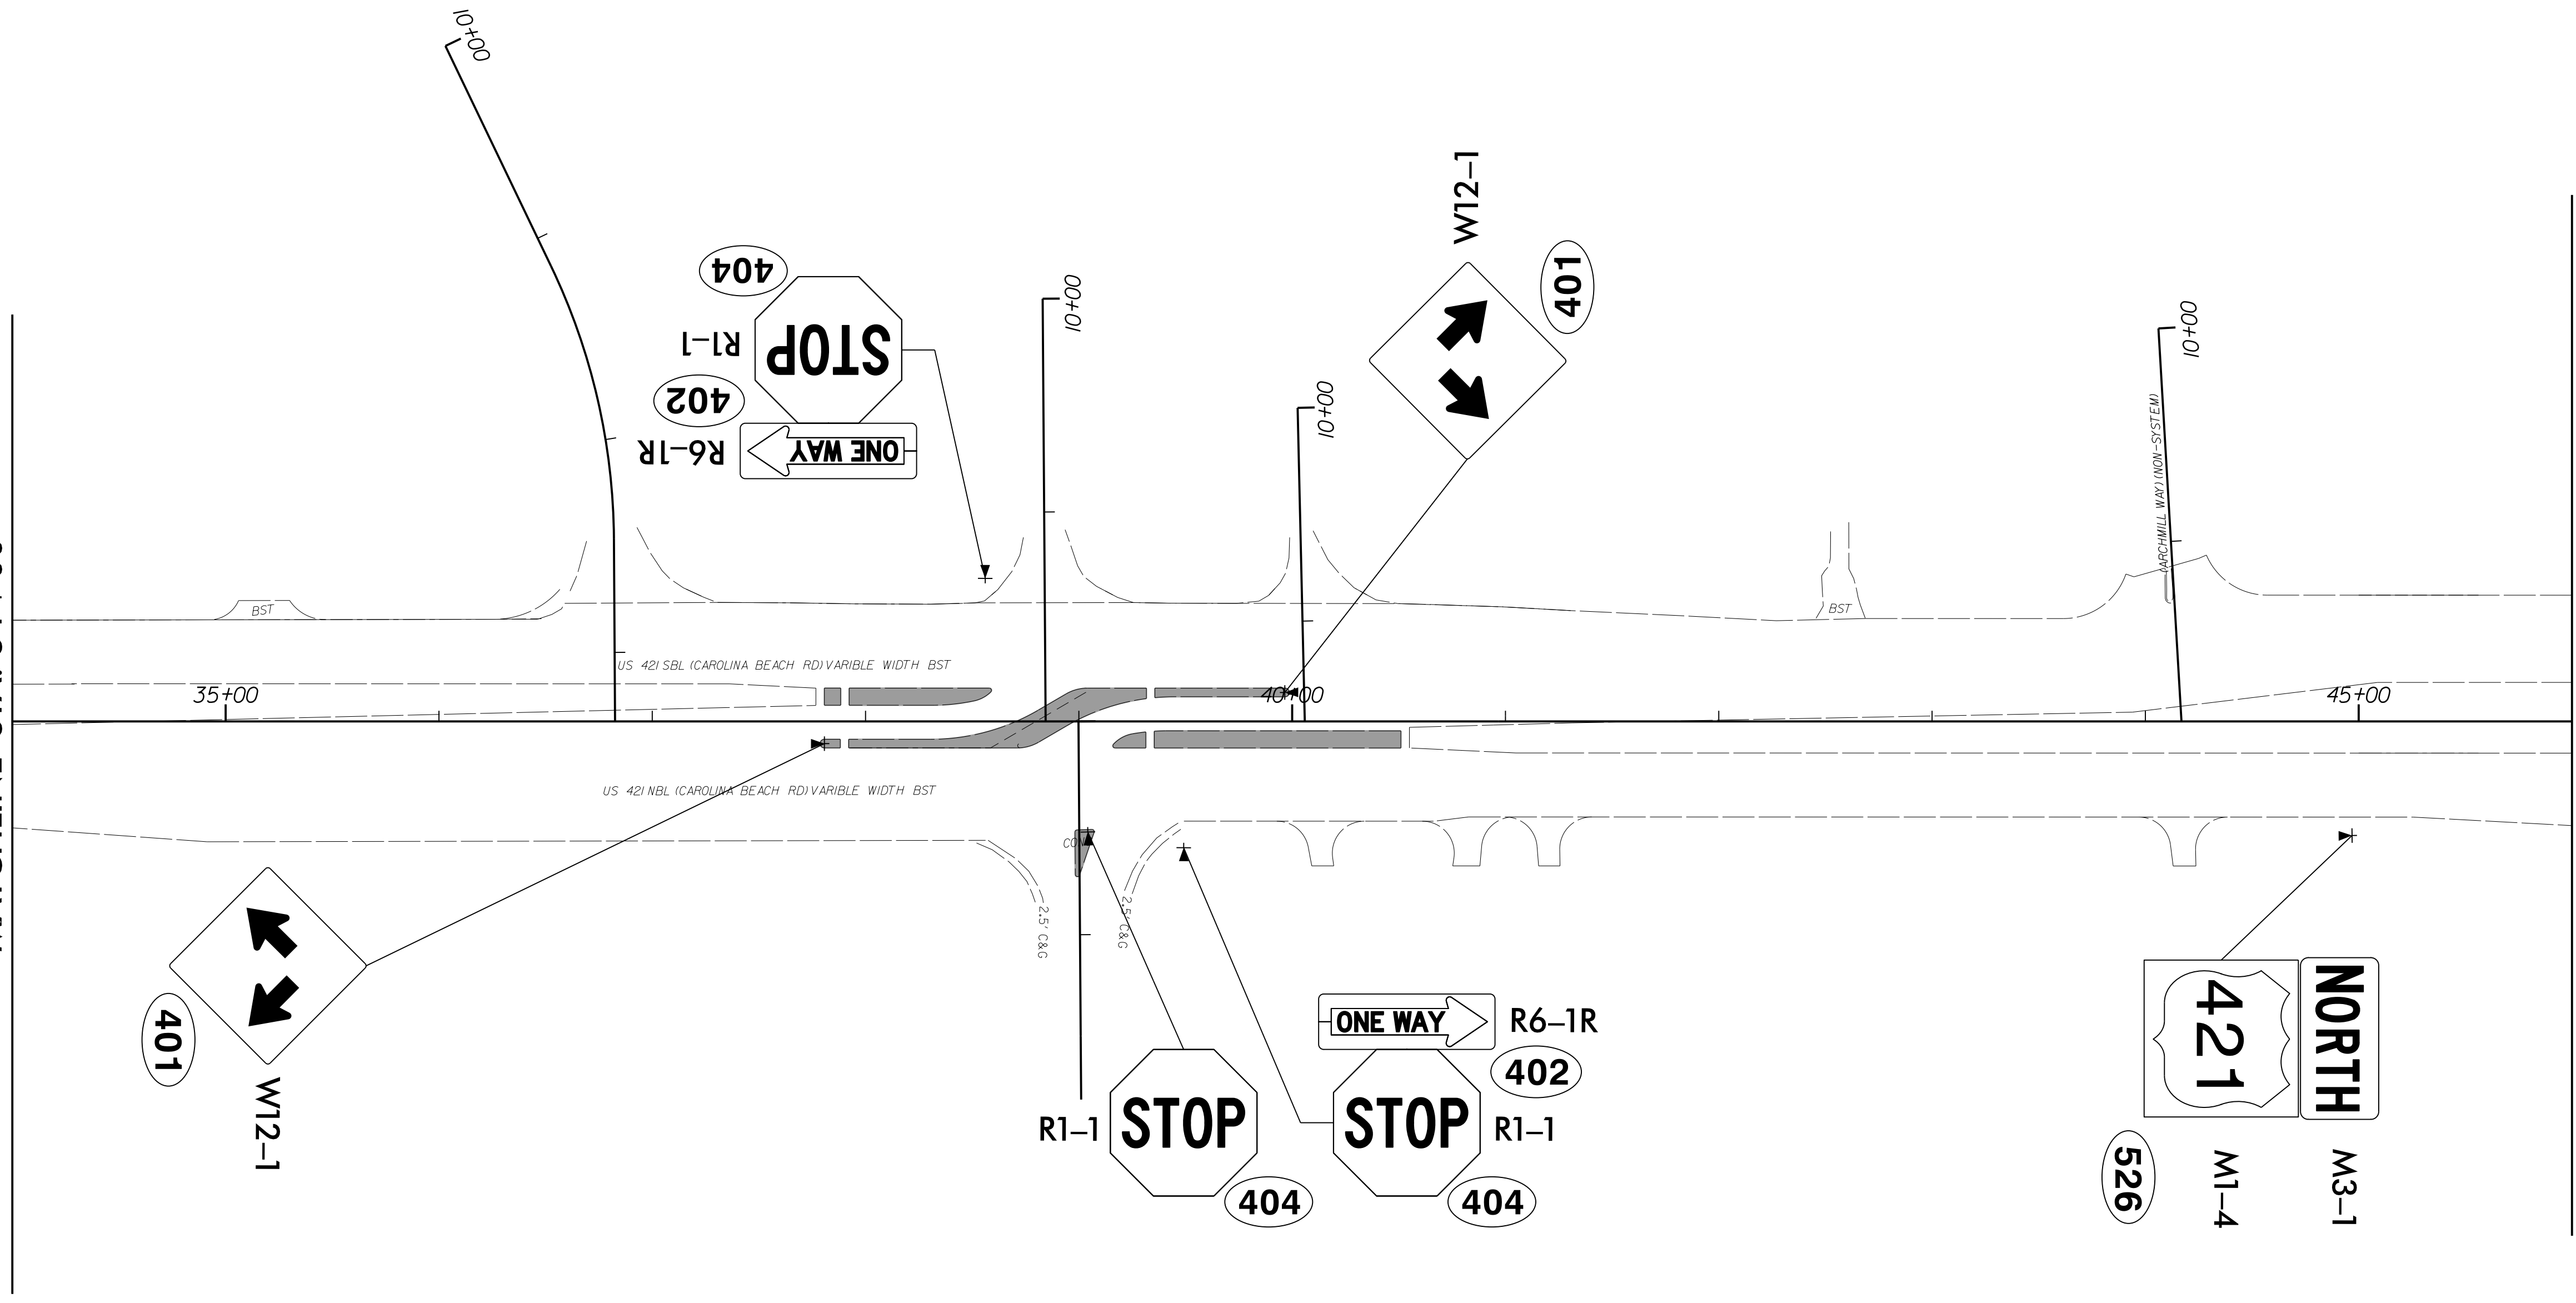 10+00
404
STOP
R1-1
402
R6-1R
ONE WAY
10+00
10+00
W12-1
401
10+00
(ARCHMILL WAY) (NON-SYSTEM)
BST
BST
US 421 SBL (CAROLINA BEACH RD) VARIBLE WIDTH BST
35+00
40+00
45+00
US 421 NBL (CAROLINA BEACH RD) VARIBLE WIDTH BST
2.5' C&G
2.5' C&G
401
W12-1
ONE WAY
R6-1R
402
R1-1
STOP
404
STOP
R1-1
404
421
NORTH
526
M1-4
M3-1